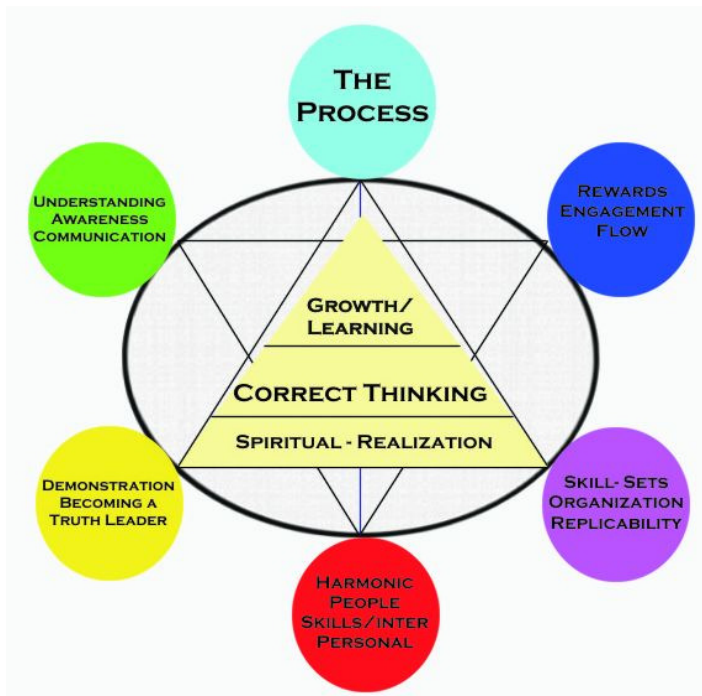 THE
PROCESS
UNDERSTANDING
AWARENESS
COMMUNICATION
REWARDS
ENGAGEMENT
FLOW
GROWTH/
LEARNING
CORRECT THINKING
SPIRITUAL - REALIZATION
DEMONSTRATION
BECOMING A
TRUTH LEADER
SKILL- SETS
ORGANIZATION
REPLICABILITY
HARMONIC
PEOPLE
SKILLS/INTER
PERSONAL